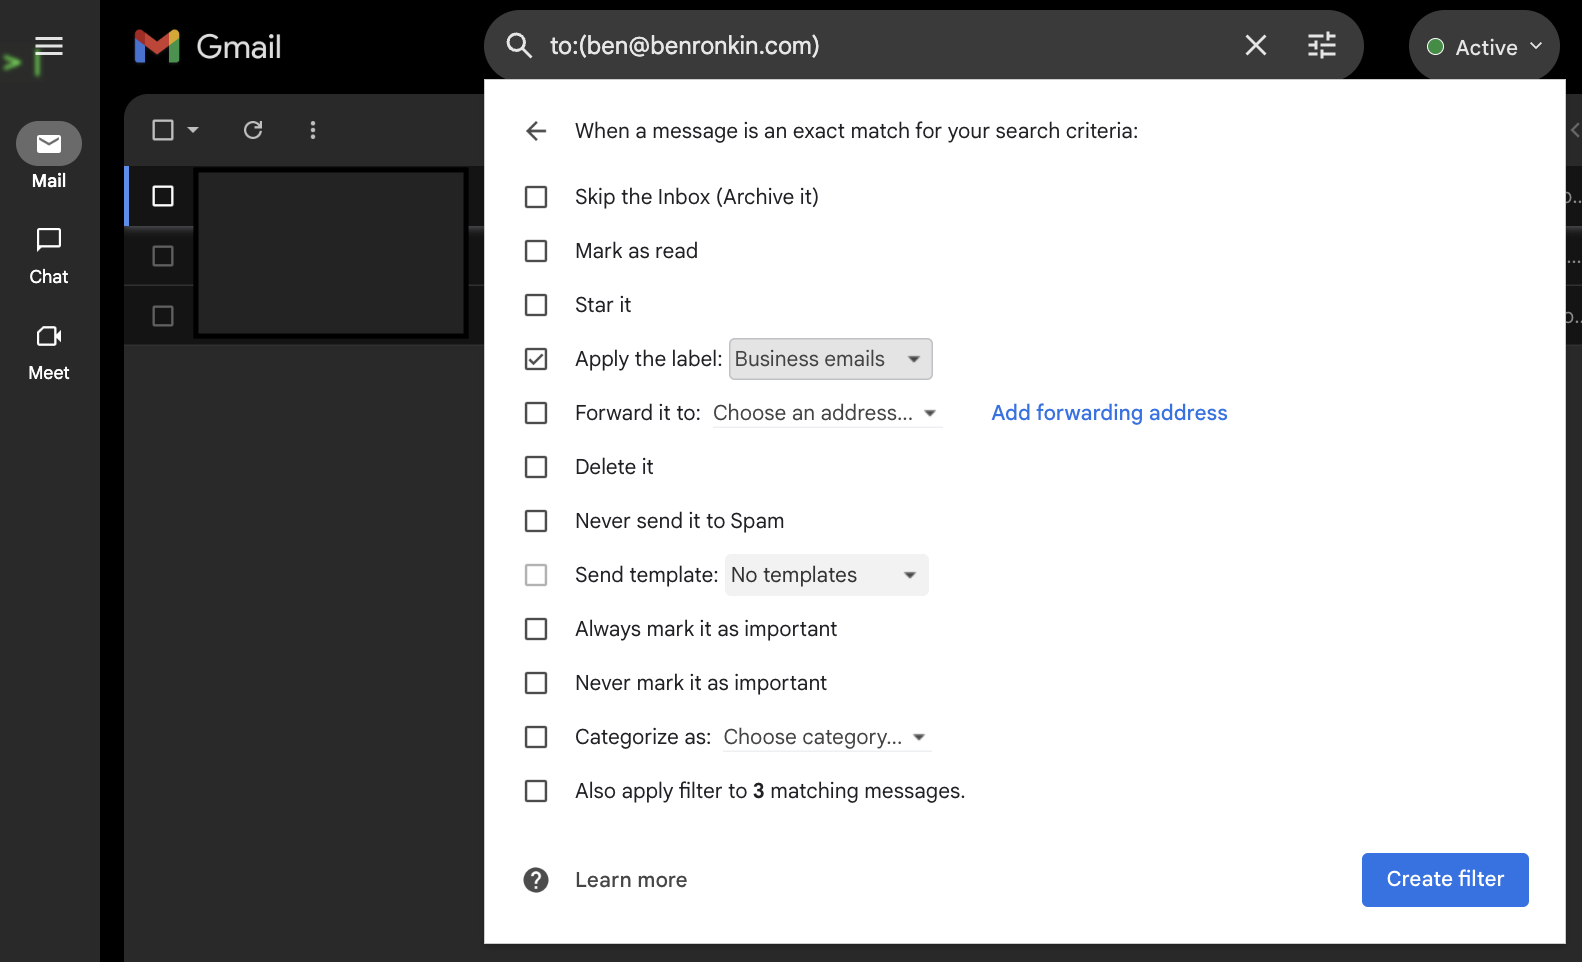 Gmail
to:(ben@benronkin.com)
Active
Mail
Chat
Meet
When a message is an exact match for your search criteria:
Skip the Inbox (Archive it)
Mark as read
Star it
Apply the label: Business emails
Forward it to: Choose an address... Add forwarding address
Delete it
Never send it to Spam
Send template: No templates
Always mark it as important
Never mark it as important
Categorize as: Choose category...
Also apply filter to 3 matching messages.
Learn more
Create filter